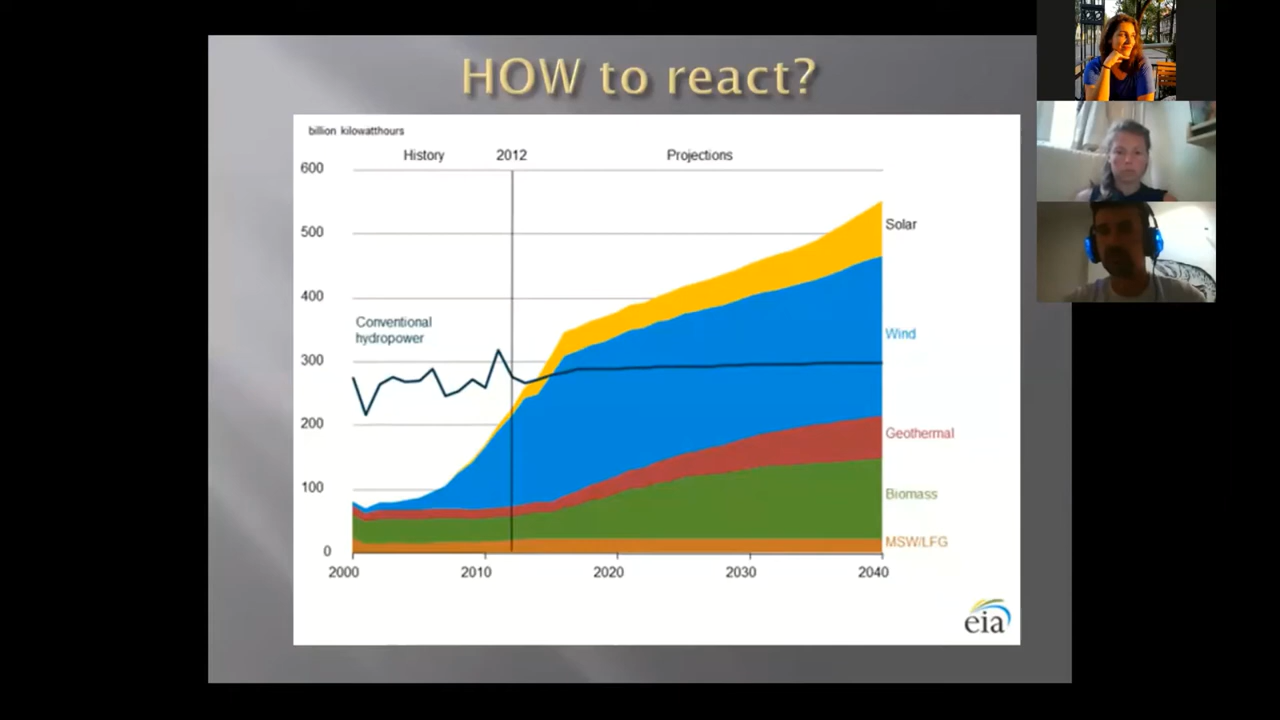 HOW to react?
billion kilowatthours
History 2012 Projections
600
500
400
300
200
100
0
Conventional
hydropower
Solar
Wind
Geothermal
Biomass
MSW/LFG
2000 2010 2020 2030 2040
eia